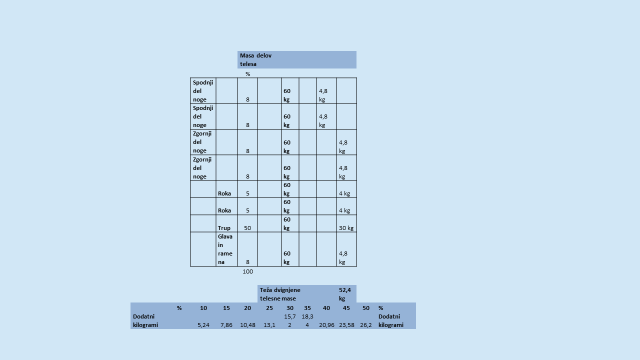 Masa delov
telesa
%
Spodnji
del
noge 8 60 kg 4,8 kg
Spodnji
del
noge 8 60 kg 4,8 kg
Zgornji
del
noge 8 60 kg 4,8 kg
Zgornji
del
noge 8 60 kg 4,8 kg
Roka 5 60 kg 4 kg
Roka 5 60 kg 4 kg
Trup 50 60 kg 30 kg
Glava
in
rame
na 8 60 kg 4,8 kg
100
Teža dvignjene 52,4
telesne mase kg
% 10 15 20 25 30 35 40 45 50 %
Dodatni 15,7 18,3 Dodatni
kilogrami 5,24 7,86 10,48 13,1 2 4 20,96 23,58 26,2 kilogrami